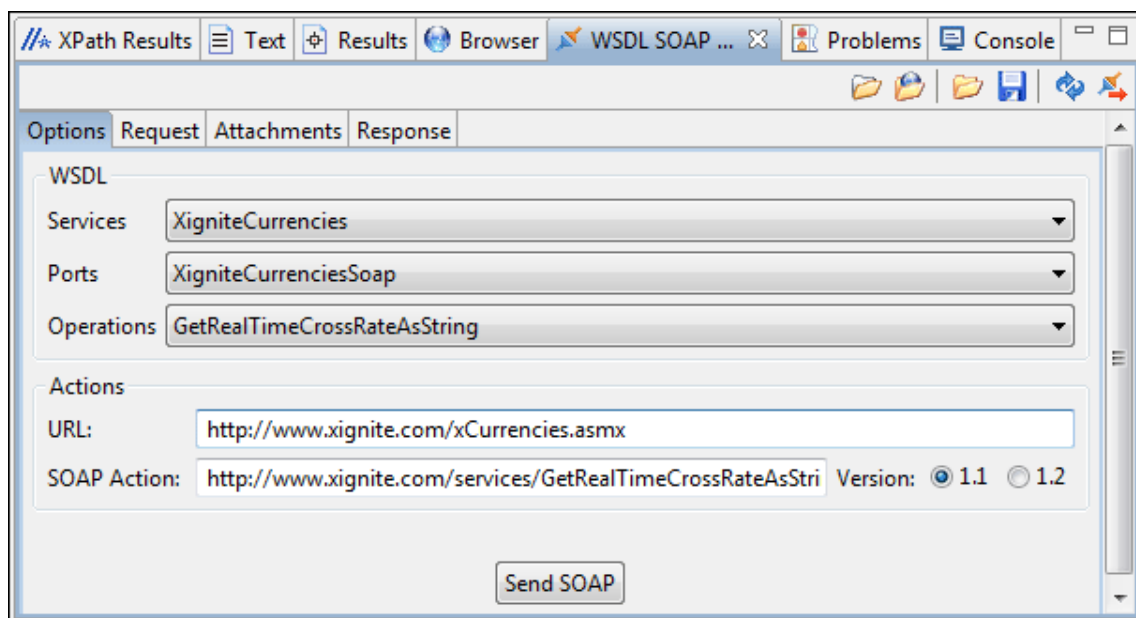 XPath Results Text Results Browser WSDL SOAP ... Problems Console
Options Request Attachments Response
WSDL
Services XigniteCurrencies
Ports XigniteCurrenciesSoap
Operations GetRealTimeCrossRateAsString
Actions
URL: http://www.xignite.com/xCurrencies.asmx
SOAP Action: http://www.xignite.com/services/GetRealTimeCrossRateAsStri Version: 1.1 1.2
Send SOAP